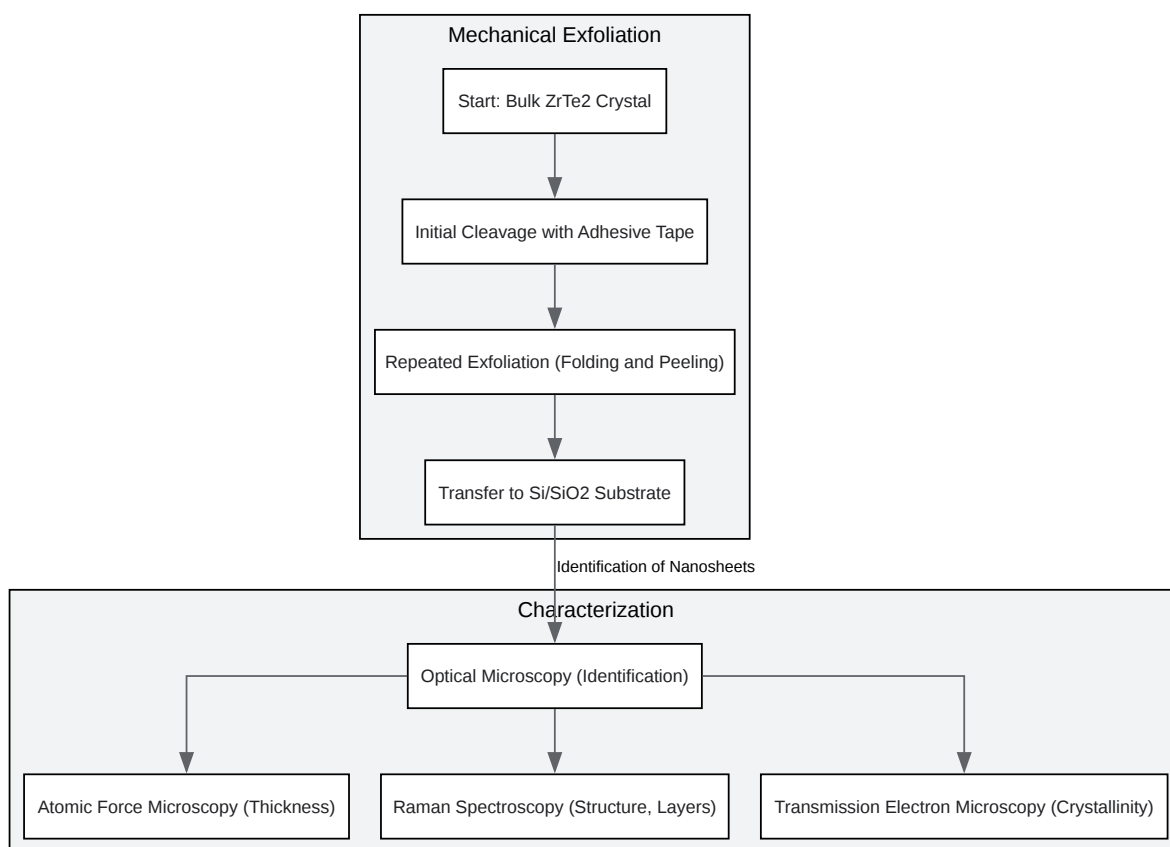 Mechanical Exfoliation
Start: Bulk ZrTe2 Crystal
Initial Cleavage with Adhesive Tape
Repeated Exfoliation (Folding and Peeling)
Transfer to Si/SiO2 Substrate
Identification of Nanosheets
Characterization
Optical Microscopy (Identification)
Atomic Force Microscopy (Thickness)
Raman Spectroscopy (Structure, Layers)
Transmission Electron Microscopy (Crystallinity)